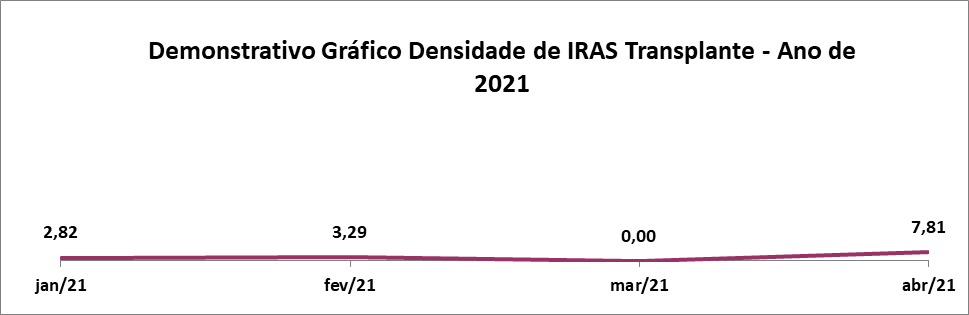 Demonstrativo Gráfico Densidade de IRAS Transplante - Ano de
2021
2,82
3,29
0,00
7,81
jan/21
fev/21
mar/21
abr/21